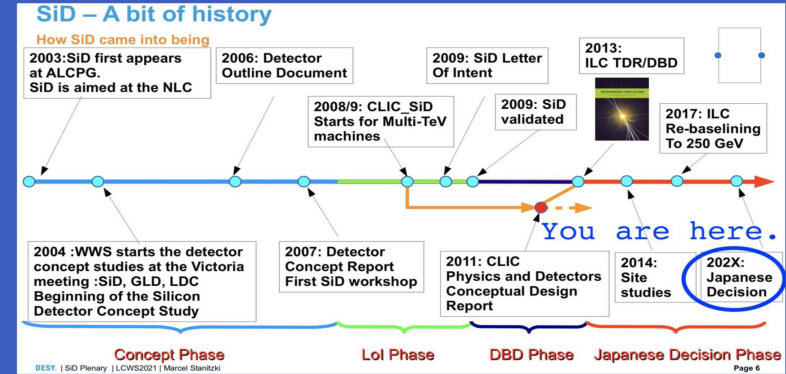 SiD – A bit of history
How SiD came into being
2003:SiD first appears
at ALCPG.
SiD is aimed at the NLC
2006: Detector
Outline Document
2008/9: CLIC_SiD
Starts for Multi-TeV
machines
2009: SiD Letter
Of Intent
2009: SiD
validated
2013:
ILC TDR/DBD
2017: ILC
Re-baselining
To 250 GeV
You are here.
2004 :WWS starts the detector
concept studies at the Victoria
meeting :SiD, GLD, LDC
Beginning of the Silicon
Detector Concept Study
2007: Detector
Concept Report
First SiD workshop
2011: CLIC
Physics and Detectors
Conceptual Design
Report
2014:
Site
studies
202X:
Japanese
Decision
Concept Phase
LoI Phase
DBD Phase
Japanese Decision Phase
DESY. | SiD Plenary | LCWS2021 | Marcel Stanitzki
Page 6